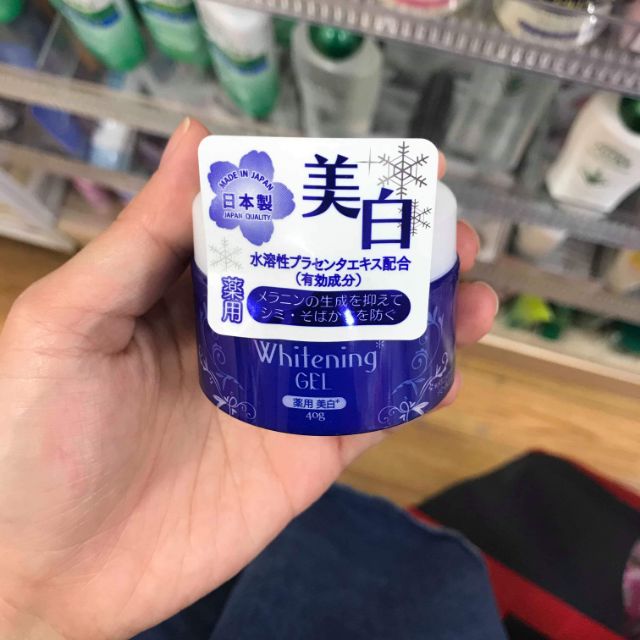 MADE IN JAPAN
日本製
JAPAN QUALITY
美白
水溶性プラセンタエキス配合
(有効成分)
薬用
メラニンの生成を抑えて
シミ・そばかすを防ぐ
Whitening
GEL
薬用 美白+
40g